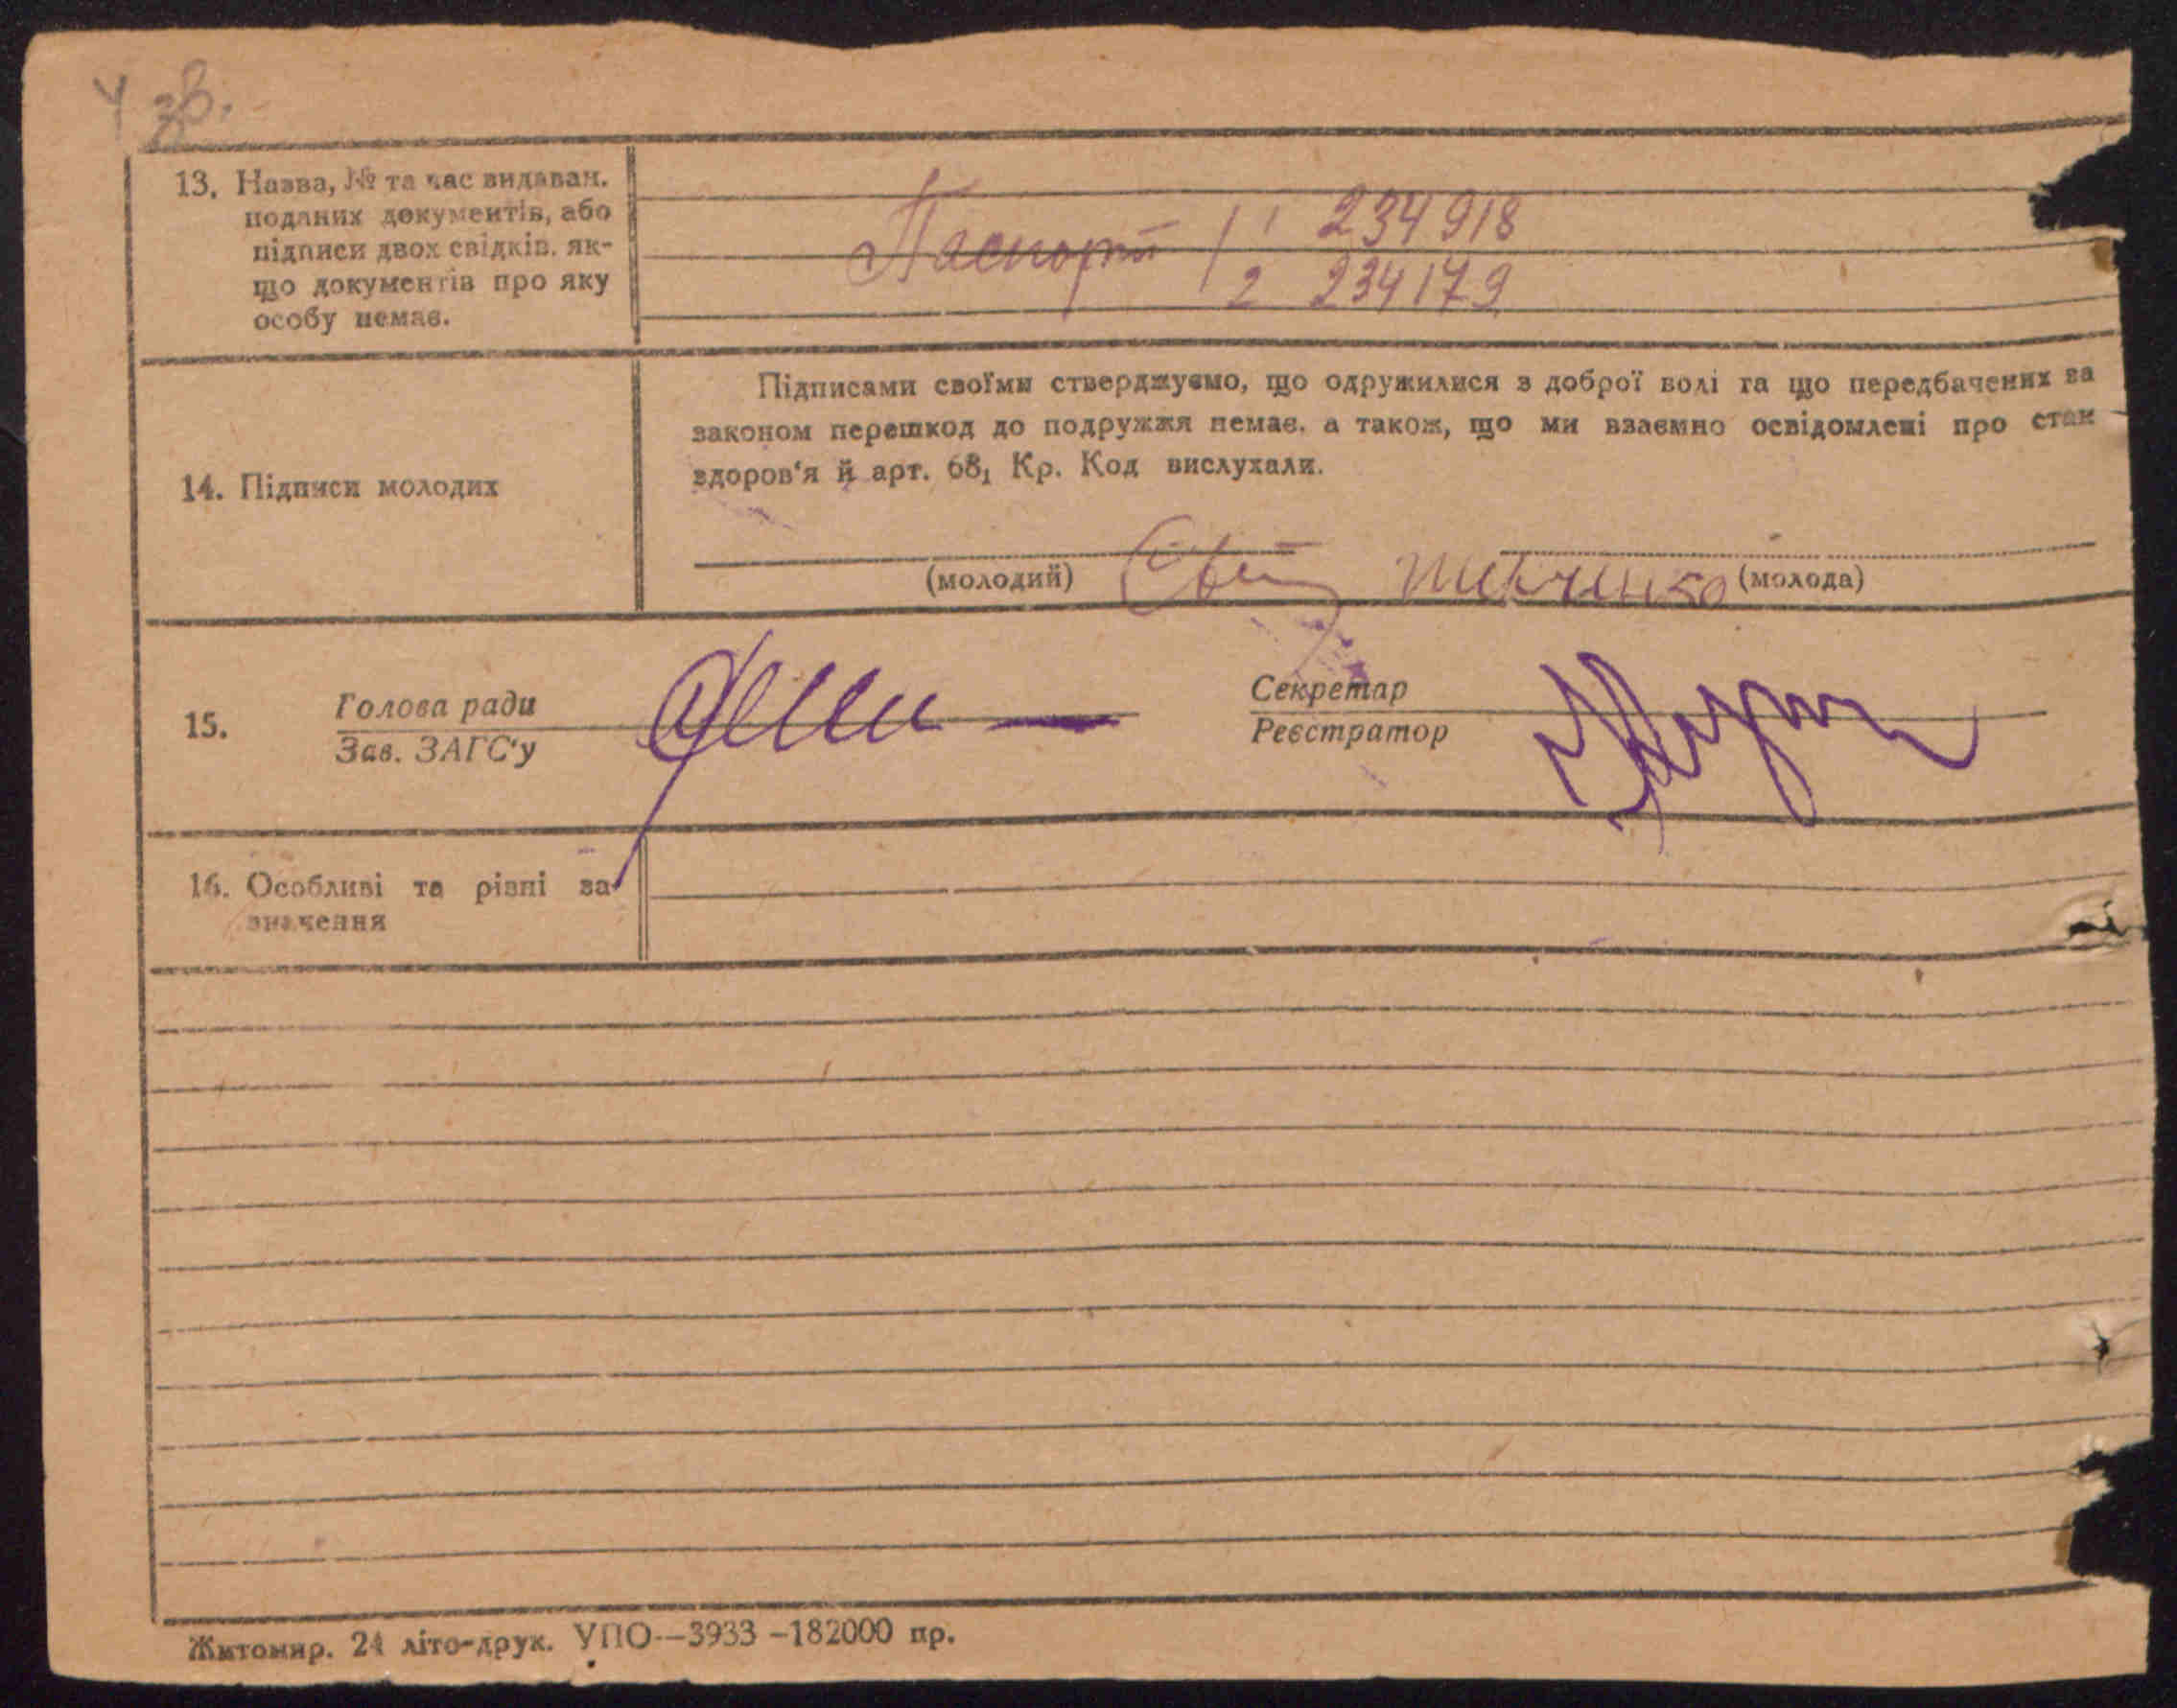 4 зв.
13. Назва, № та час видаван.
поданих документів, або
підписи двох свідків, як-
що документів про яку
особу немає.
Паспорт / 1 234918
2 234179
14. Підписи молодих
Підписами своїми стверджуємо, що одружилися з доброї волі та що передбачених за
законом перешкод до подружжя немає, а також, що ми взаємно освідомлені про стан
здоров'я й арт. 68₁ Кр. Код вислухали.
(молодий) (молода)
15. Голова ради
Зав. ЗАГС'у
Секретар
Реєстратор
16. Особливі та різні за-
значення
Житомир. 24 літо-друк. УПО—3933 –182000 пр.